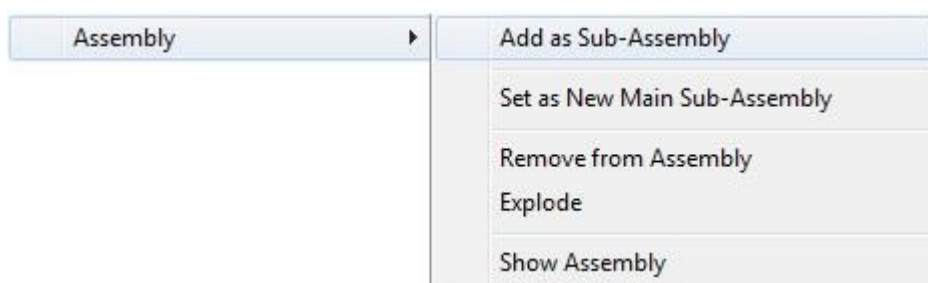 Assembly
Add as Sub-Assembly
Set as New Main Sub-Assembly
Remove from Assembly
Explode
Show Assembly